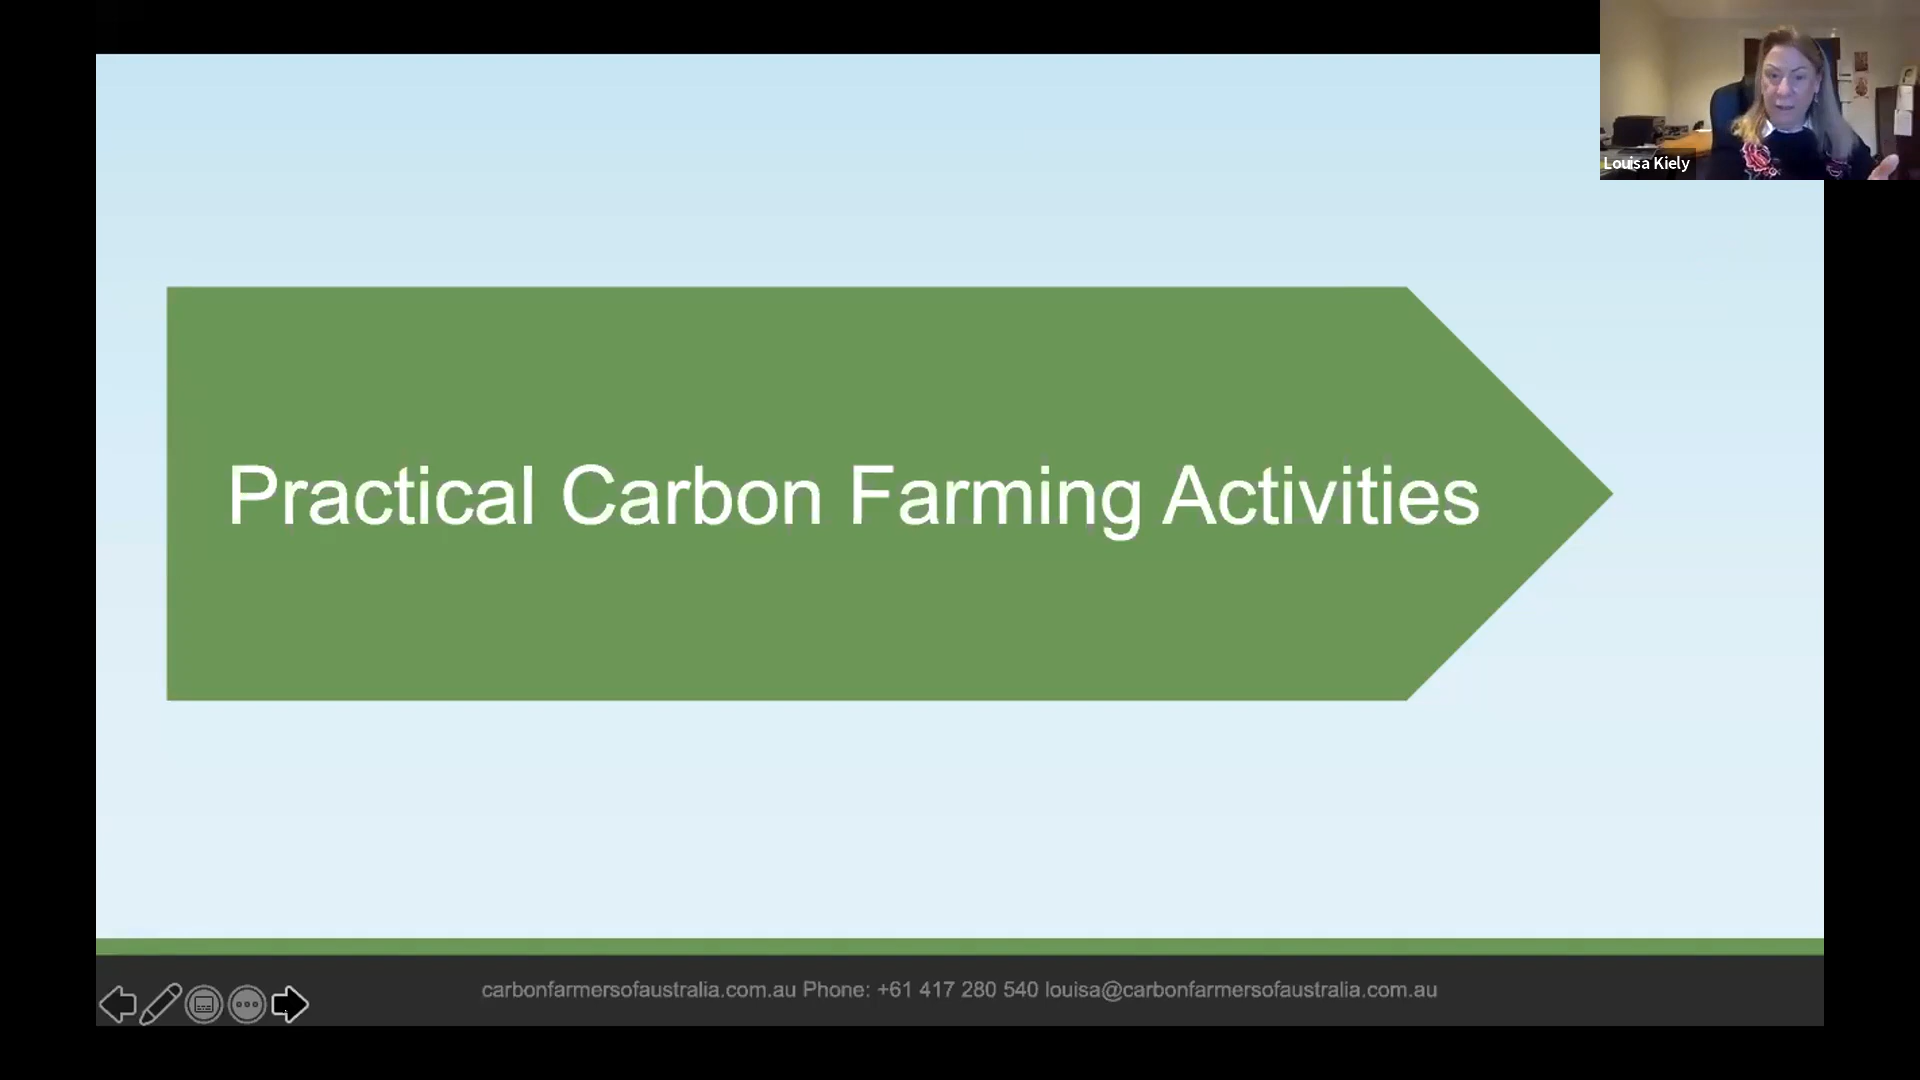 Louisa Kiely
Practical Carbon Farming Activities
carbonfarmersofaustralia.com.au Phone: +61 417 280 540 louisa@carbonfarmersofaustralia.com.au